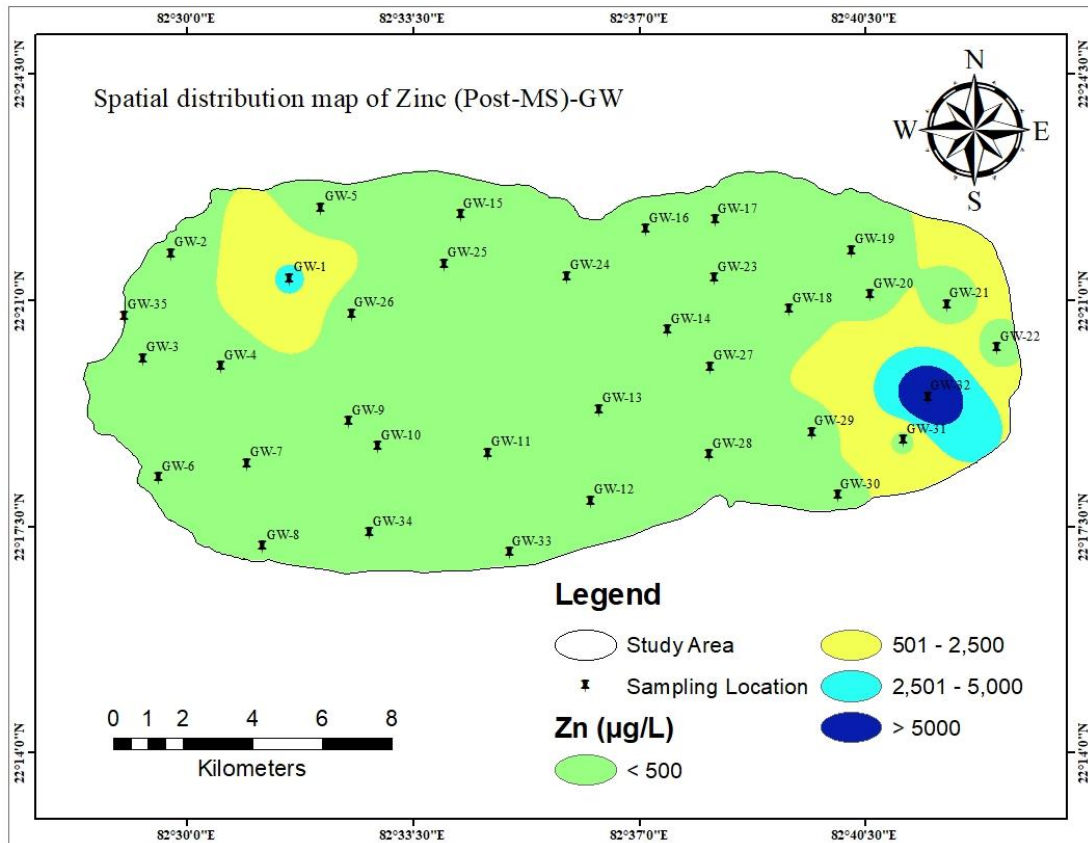 82°30'0"E 82°33'30"E 82°37'0"E 82°40'30"E
22°24'30"N 22°24'30"N
Spatial distribution map of Zinc (Post-MS)-GW
N
W E
S
GW-5
GW-15
GW-17
GW-16
GW-2
GW-19
GW-1
GW-25
GW-24
GW-23
GW-20
GW-21
22°21'0"N 22°21'0"N
GW-35
GW-26
GW-18
GW-14
GW-22
GW-3
GW-4
GW-27
GW-32
GW-13
GW-9
GW-29
GW-31
GW-10
GW-11
GW-28
GW-7
GW-6
GW-30
GW-12
GW-34
22°17'30"N 22°17'30"N
GW-8
GW-33
Legend
Study Area
Sampling Location
Zn (µg/L)
< 500
501 - 2,500
2,501 - 5,000
> 5000
0 1 2 4 6 8
Kilometers
22°14'0"N 22°14'0"N
82°30'0"E 82°33'30"E 82°37'0"E 82°40'30"E